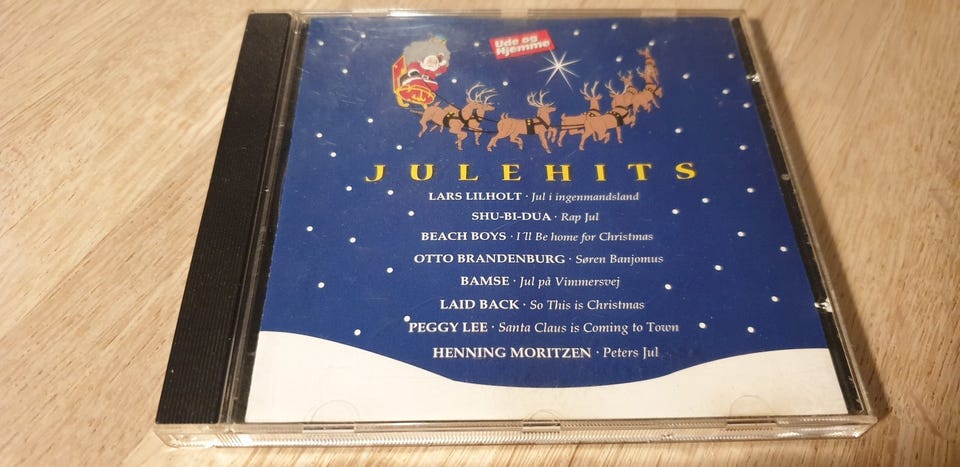 Ude og
Hjemme
JULEHITS
LARS LILHOLT · Jul i ingenmandsland
SHU-BI-DUA · Rap Jul
BEACH BOYS · I´ll Be home for Christmas
OTTO BRANDENBURG · Søren Banjomus
BAMSE · Jul på Vimmersvej
LAID BACK · So This is Christmas
PEGGY LEE · Santa Claus is Coming to Town
HENNING MORITZEN · Peters Jul